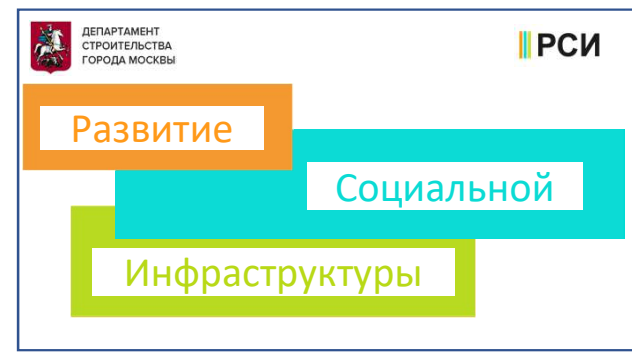 ДЕПАРТАМЕНТ
СТРОИТЕЛЬСТВА
ГОРОДА МОСКВЫ
РСИ
Развитие
Социальной
Инфраструктуры